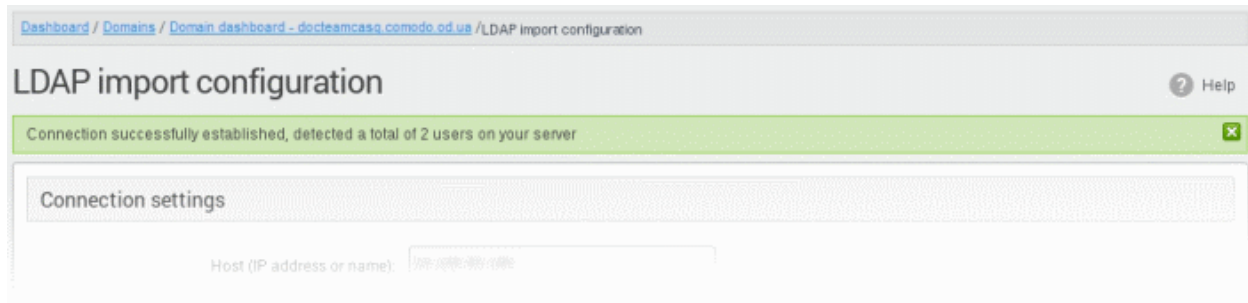 Dashboard / Domains / Domain dashboard - docteamcasg.comodo.od.ua /LDAP import configuration
LDAP import configuration
Help
Connection successfully established, detected a total of 2 users on your server
Connection settings
Host (IP address or name):